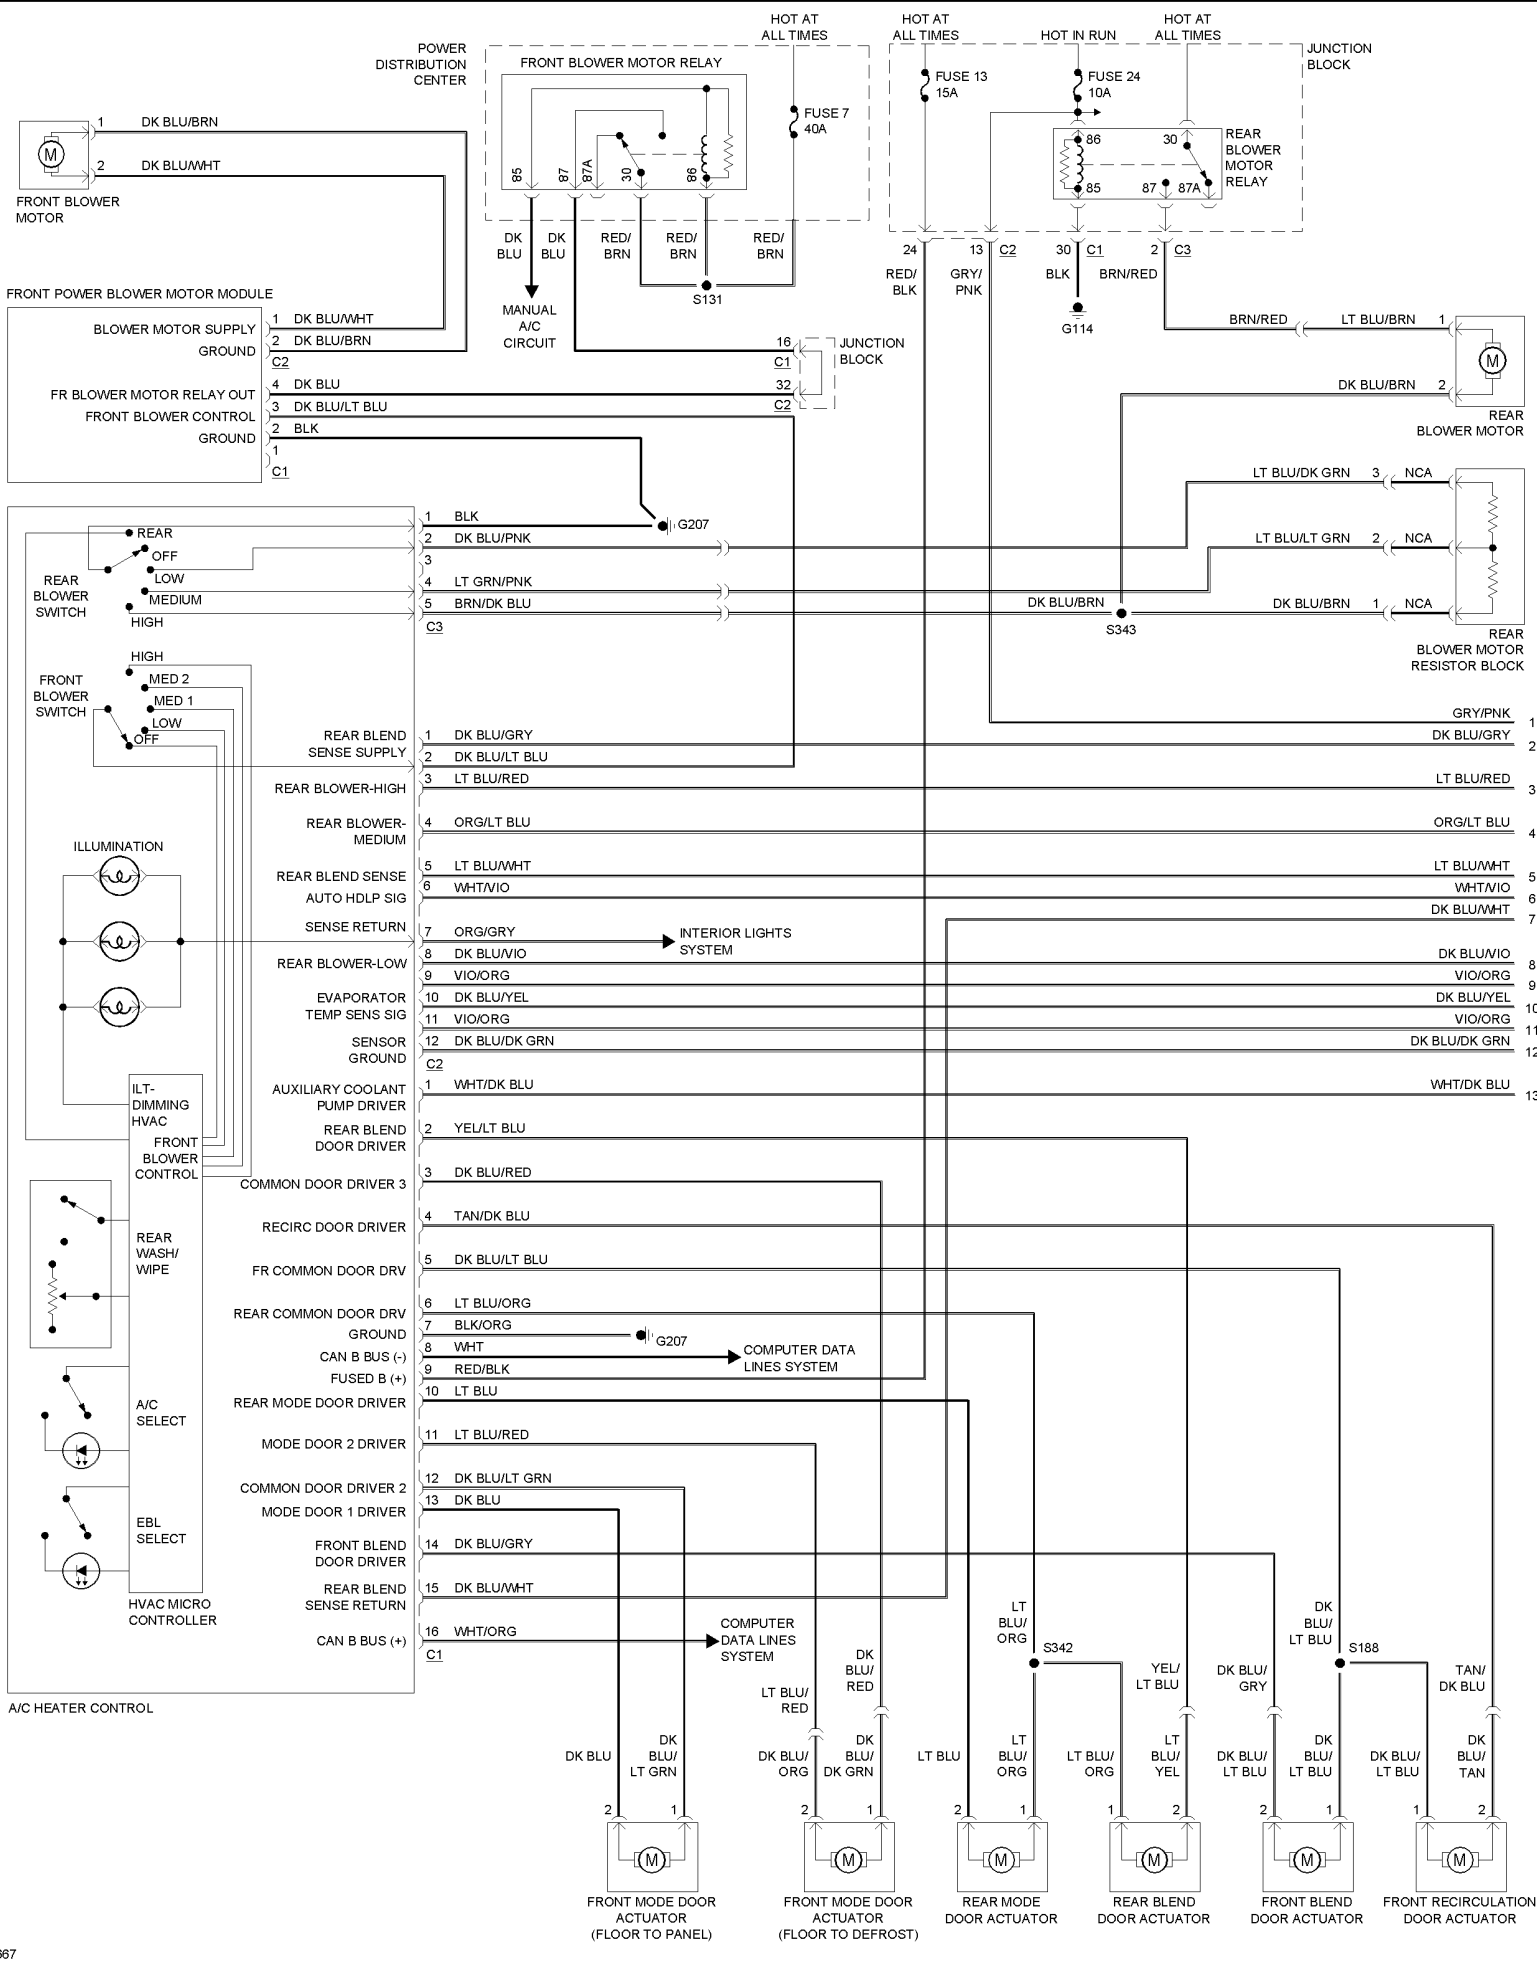 HOT AT
ALL TIMES
HOT AT
ALL TIMES
HOT IN RUN
HOT AT
ALL TIMES
POWER
DISTRIBUTION
CENTER
FRONT BLOWER MOTOR RELAY
FUSE 7
40A
FUSE 13
15A
FUSE 24
10A
JUNCTION
BLOCK
REAR
BLOWER
MOTOR
RELAY
86
30
85
87
87A
85
87
87A
30
86
1 DK BLU/BRN
2 DK BLU/WHT
M
FRONT BLOWER
MOTOR
DK
BLU
DK
BLU
RED/
BRN
RED/
BRN
RED/
BRN
S131
MANUAL
A/C
CIRCUIT
24
13 C2
30 C1
2 C3
RED/
BLK
GRY/
PNK
BLK
BRN/RED
G114
FRONT POWER BLOWER MOTOR MODULE
BLOWER MOTOR SUPPLY 1 DK BLU/WHT
GROUND 2 DK BLU/BRN
C2
FR BLOWER MOTOR RELAY OUT 4 DK BLU
FRONT BLOWER CONTROL 3 DK BLU/LT BLU
GROUND 2 BLK
1
C1
16
C1
32
C2
JUNCTION
BLOCK
BRN/RED LT BLU/BRN 1
M
DK BLU/BRN 2
REAR
BLOWER MOTOR
LT BLU/DK GRN 3 NCA
LT BLU/LT GRN 2 NCA
DK BLU/BRN 1 NCA
DK BLU/BRN
S343
REAR
BLOWER MOTOR
RESISTOR BLOCK
1 BLK
G207
2 DK BLU/PNK
3
4 LT GRN/PNK
5 BRN/DK BLU
C3
REAR
OFF
LOW
MEDIUM
HIGH
REAR
BLOWER
SWITCH
HIGH
MED 2
MED 1
LOW
OFF
FRONT
BLOWER
SWITCH
GRY/PNK 1
REAR BLEND
SENSE SUPPLY
1 DK BLU/GRY DK BLU/GRY 2
2 DK BLU/LT BLU
REAR BLOWER-HIGH 3 LT BLU/RED LT BLU/RED 3
REAR BLOWER-
MEDIUM
4 ORG/LT BLU ORG/LT BLU 4
REAR BLEND SENSE 5 LT BLU/WHT LT BLU/WHT 5
AUTO HDLP SIG 6 WHT/VIO WHT/VIO 6
DK BLU/WHT 7
SENSE RETURN 7 ORG/GRY
INTERIOR LIGHTS
SYSTEM
REAR BLOWER-LOW 8 DK BLU/VIO DK BLU/VIO 8
9 VIO/ORG VIO/ORG 9
EVAPORATOR
TEMP SENS SIG
10 DK BLU/YEL DK BLU/YEL 10
11 VIO/ORG VIO/ORG 11
SENSOR
GROUND
12 DK BLU/DK GRN DK BLU/DK GRN 12
C2
ILLUMINATION
AUXILIARY COOLANT
PUMP DRIVER
1 WHT/DK BLU WHT/DK BLU 13
REAR BLEND
DOOR DRIVER
2 YEL/LT BLU
COMMON DOOR DRIVER 3 3 DK BLU/RED
RECIRC DOOR DRIVER 4 TAN/DK BLU
FR COMMON DOOR DRV 5 DK BLU/LT BLU
REAR COMMON DOOR DRV 6 LT BLU/ORG
GROUND 7 BLK/ORG
G207
CAN B BUS (-) 8 WHT
COMPUTER DATA
LINES SYSTEM
FUSED B (+) 9 RED/BLK
REAR MODE DOOR DRIVER 10 LT BLU
MODE DOOR 2 DRIVER 11 LT BLU/RED
COMMON DOOR DRIVER 2 12 DK BLU/LT GRN
MODE DOOR 1 DRIVER 13 DK BLU
FRONT BLEND
DOOR DRIVER
14 DK BLU/GRY
REAR BLEND
SENSE RETURN
15 DK BLU/WHT
CAN B BUS (+) 16 WHT/ORG
C1
COMPUTER
DATA LINES
SYSTEM
ILT-
DIMMING
HVAC
FRONT
BLOWER
CONTROL
REAR
WASH/
WIPE
A/C
SELECT
EBL
SELECT
HVAC MICRO
CONTROLLER
A/C HEATER CONTROL
LT
BLU/
ORG
S342
DK
BLU/
LT BLU
S188
LT BLU/
RED
DK
BLU/
RED
YEL/
LT BLU
DK BLU/
GRY
TAN/
DK BLU
DK BLU
DK
BLU/
LT GRN
DK BLU/
ORG
DK
BLU/
DK GRN
LT BLU
LT
BLU/
ORG
LT BLU/
ORG
LT
BLU/
YEL
DK BLU/
LT BLU
DK
BLU/
LT BLU
DK BLU/
LT BLU
DK
BLU/
TAN
2 1 2 1 2 1 1 2 2 1 1 2
M M M M M M
FRONT MODE DOOR
ACTUATOR
(FLOOR TO PANEL)
FRONT MODE DOOR
ACTUATOR
(FLOOR TO DEFROST)
REAR MODE
DOOR ACTUATOR
REAR BLEND
DOOR ACTUATOR
FRONT BLEND
DOOR ACTUATOR
FRONT RECIRCULATION
DOOR ACTUATOR
667